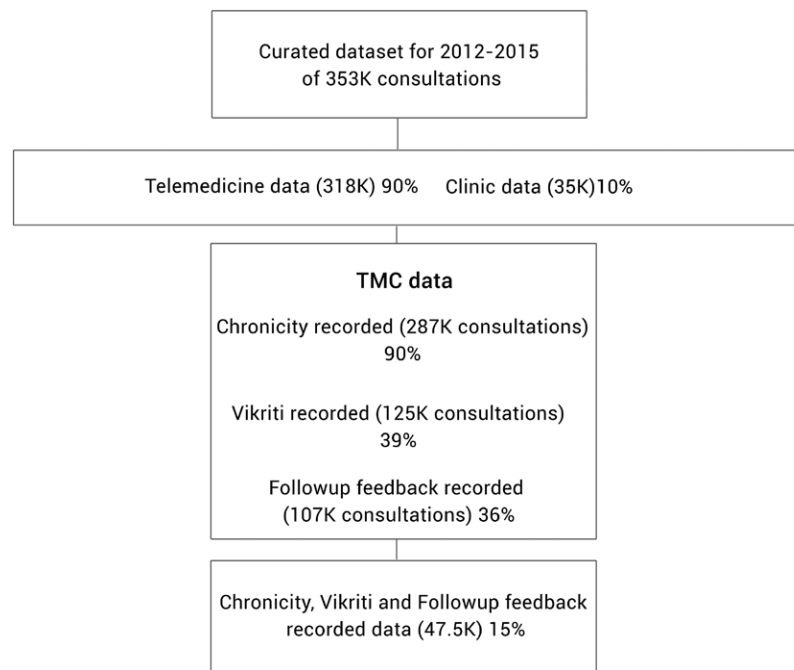 Curated dataset for 2012-2015
of 353K consultations
Telemedicine data (318K) 90% Clinic data (35K)10%
TMC data
Chronicity recorded (287K consultations)
90%
Vikriti recorded (125K consultations)
39%
Followup feedback recorded
(107K consultations) 36%
Chronicity, Vikriti and Followup feedback
recorded data (47.5K) 15%